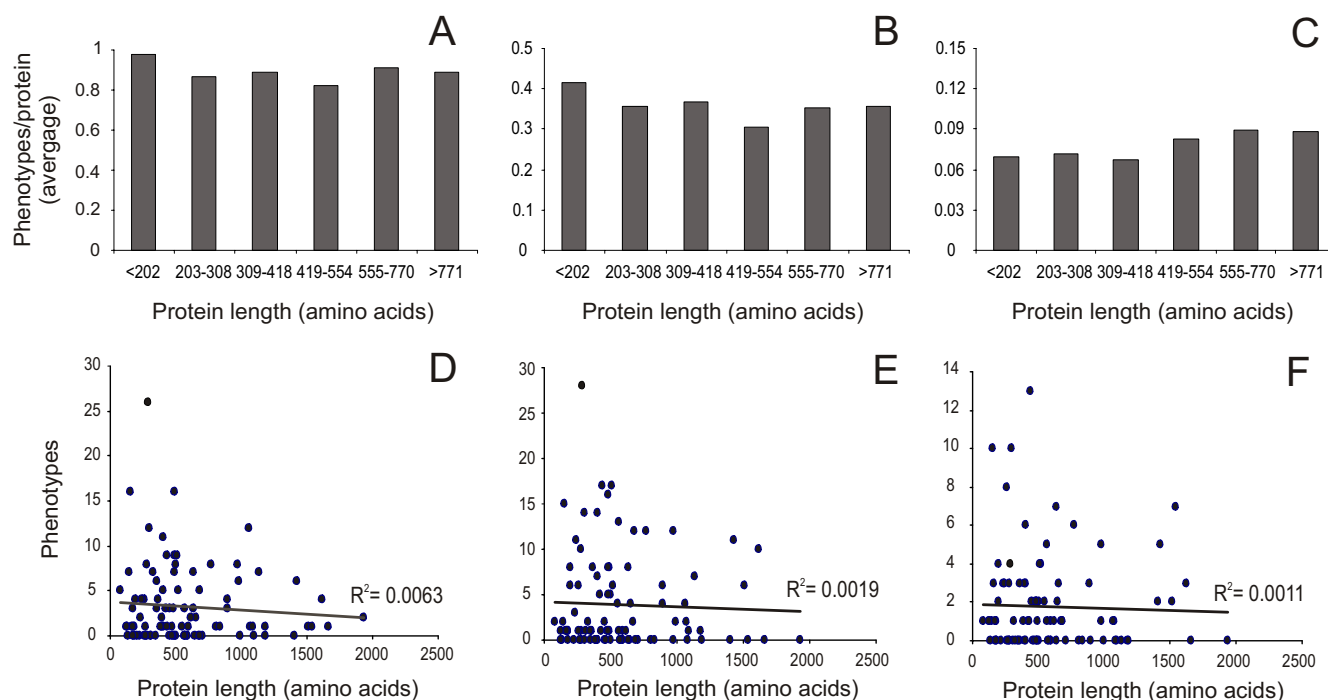 A
B
C
Phenotypes/protein
(avergage)
1
0.8
0.6
0.4
0.2
0
<202 203-308 309-418 419-554 555-770 >771
Protein length (amino acids)
0.5
0.4
0.3
0.2
0.1
0
<202 203-308 309-418 419-554 555-770 >771
Protein length (amino acids)
0.15
0.12
0.09
0.06
0.03
0
<202 203-308 309-418 419-554 555-770 >771
Protein length (amino acids)
D
E
F
Phenotypes
30
25
20
15
10
5
0
R²= 0.0063
0 500 1000 1500 2000 2500
Protein length (amino acids)
30
25
20
15
10
5
0
R²= 0.0019
0 500 1000 1500 2000 2500
Protein length (amino acids)
14
12
10
8
6
4
2
0
R²= 0.0011
0 500 1000 1500 2000 2500
Protein length (amino acids)